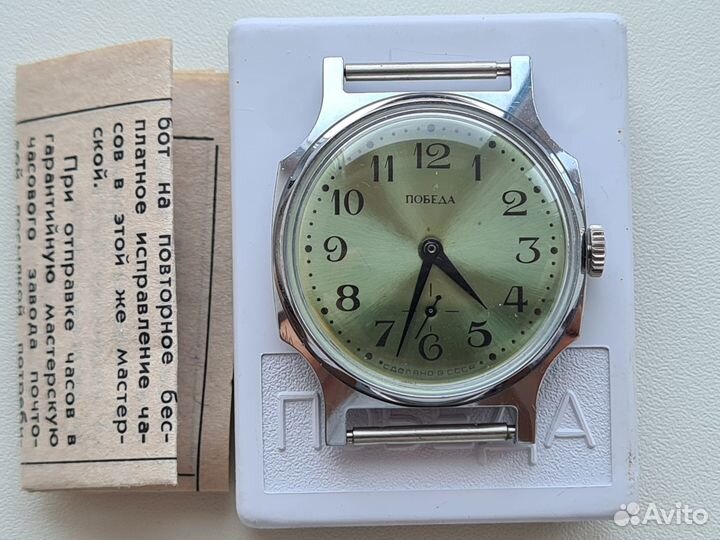 бот на повторное бес-
платное исправление ча-
сов в этой же мастер-
ской.
При отправке часов в
гарантийную мастерскую
часового завода почто-
12
11
1
10
2
9
3
8
4
7
5
6
ПОБЕДА
СДЕЛАНО В СССР
Avito